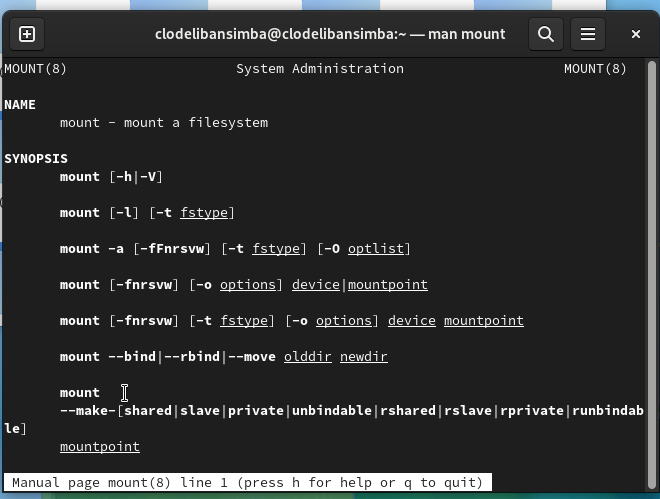 clodelibansimba@clodelibansimba:~ — man mount
MOUNT(8) System Administration MOUNT(8)
NAME
mount - mount a filesystem
SYNOPSIS
mount [-h|-V]
mount [-l] [-t fstype]
mount -a [-fFnrsvw] [-t fstype] [-O optlist]
mount [-fnrsvw] [-o options] device|mountpoint
mount [-fnrsvw] [-t fstype] [-o options] device mountpoint
mount --bind|--rbind|--move olddir newdir
mount
--make-[shared|slave|private|unbindable|rshared|rslave|rprivate|runbindab
le]
mountpoint
Manual page mount(8) line 1 (press h for help or q to quit)